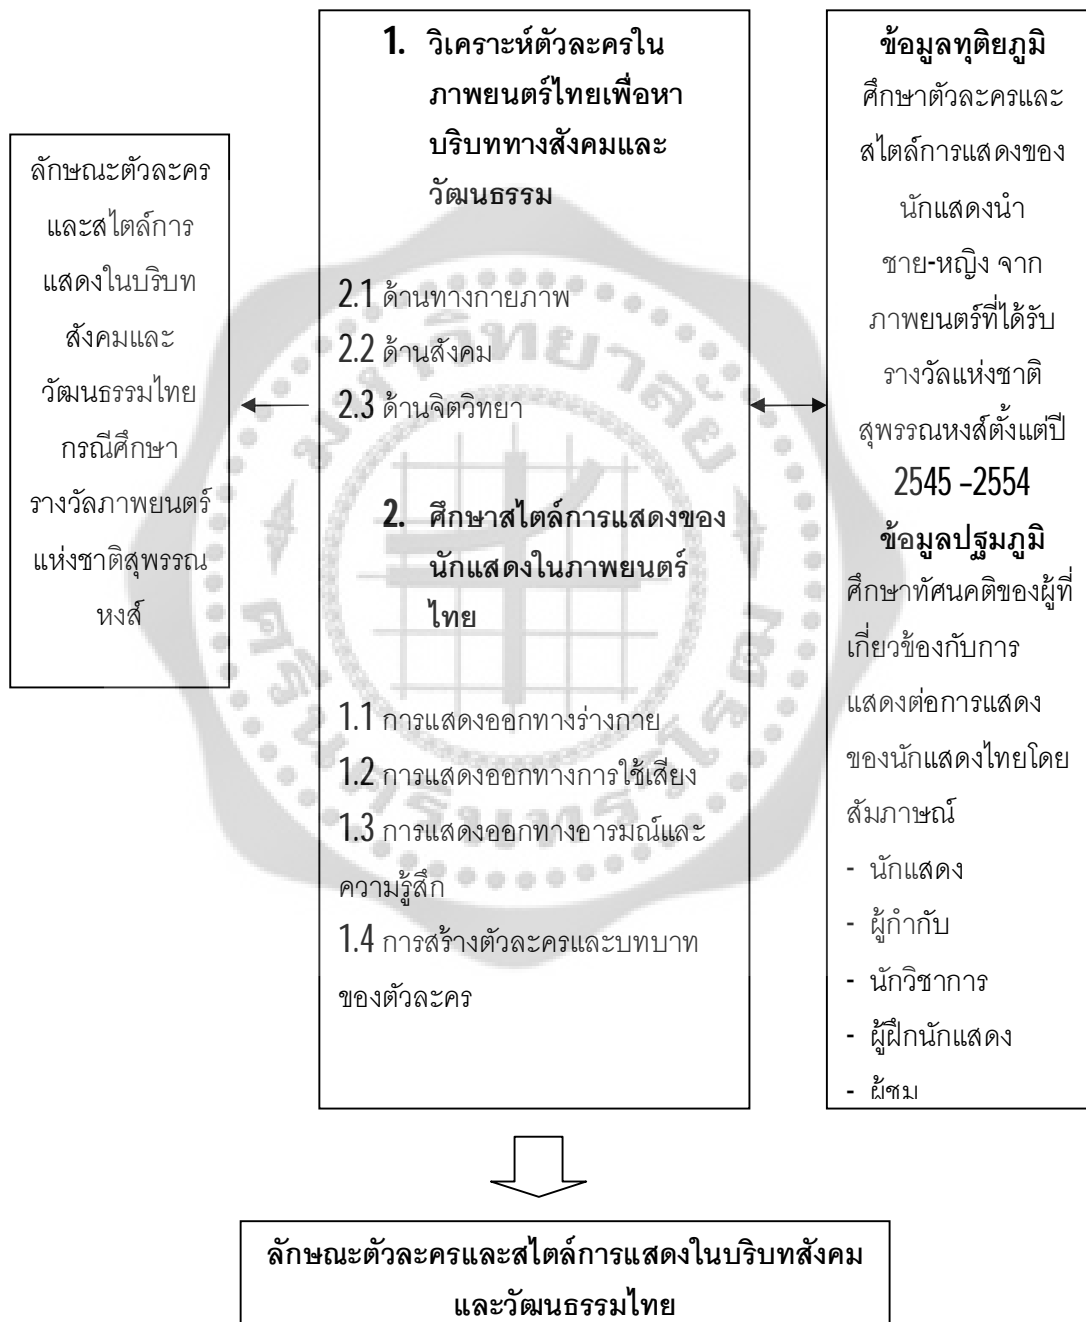 ลักษณะตัวละคร
และสไตล์การ
แสดงในบริบท
สังคมและ
วัฒนธรรมไทย
กรณีศึกษา
รางวัลภาพยนตร์
แห่งชาติสุพรรณ
หงส์
1. วิเคราะห์ตัวละครใน
ภาพยนตร์ไทยเพื่อหา
บริบททางสังคมและ
วัฒนธรรม
2.1 ด้านทางกายภาพ
2.2 ด้านสังคม
2.3 ด้านจิตวิทยา
2. ศึกษาสไตล์การแสดงของ
นักแสดงในภาพยนตร์
ไทย
1.1 การแสดงออกทางร่างกาย
1.2 การแสดงออกทางการใช้เสียง
1.3 การแสดงออกทางอารมณ์และ
ความรู้สึก
1.4 การสร้างตัวละครและบทบาท
ของตัวละคร
ข้อมูลทุติยภูมิ
ศึกษาตัวละครและ
สไตล์การแสดงของ
นักแสดงนำ
ชาย-หญิง จาก
ภาพยนตร์ที่ได้รับ
รางวัลแห่งชาติ
สุพรรณหงส์ตั้งแต่ปี
2545 –2554
ข้อมูลปฐมภูมิ
ศึกษาทัศนคติของผู้ที่
เกี่ยวข้องกับการ
แสดงต่อการแสดง
ของนักแสดงไทยโดย
สัมภาษณ์
- นักแสดง
- ผู้กำกับ
- นักวิชาการ
- ผู้ฝึกนักแสดง
- ผู้ชม
ลักษณะตัวละครและสไตล์การแสดงในบริบทสังคม
และวัฒนธรรมไทย
มหาวิทยาลัย
ศรีนครินทรวิโรฒ